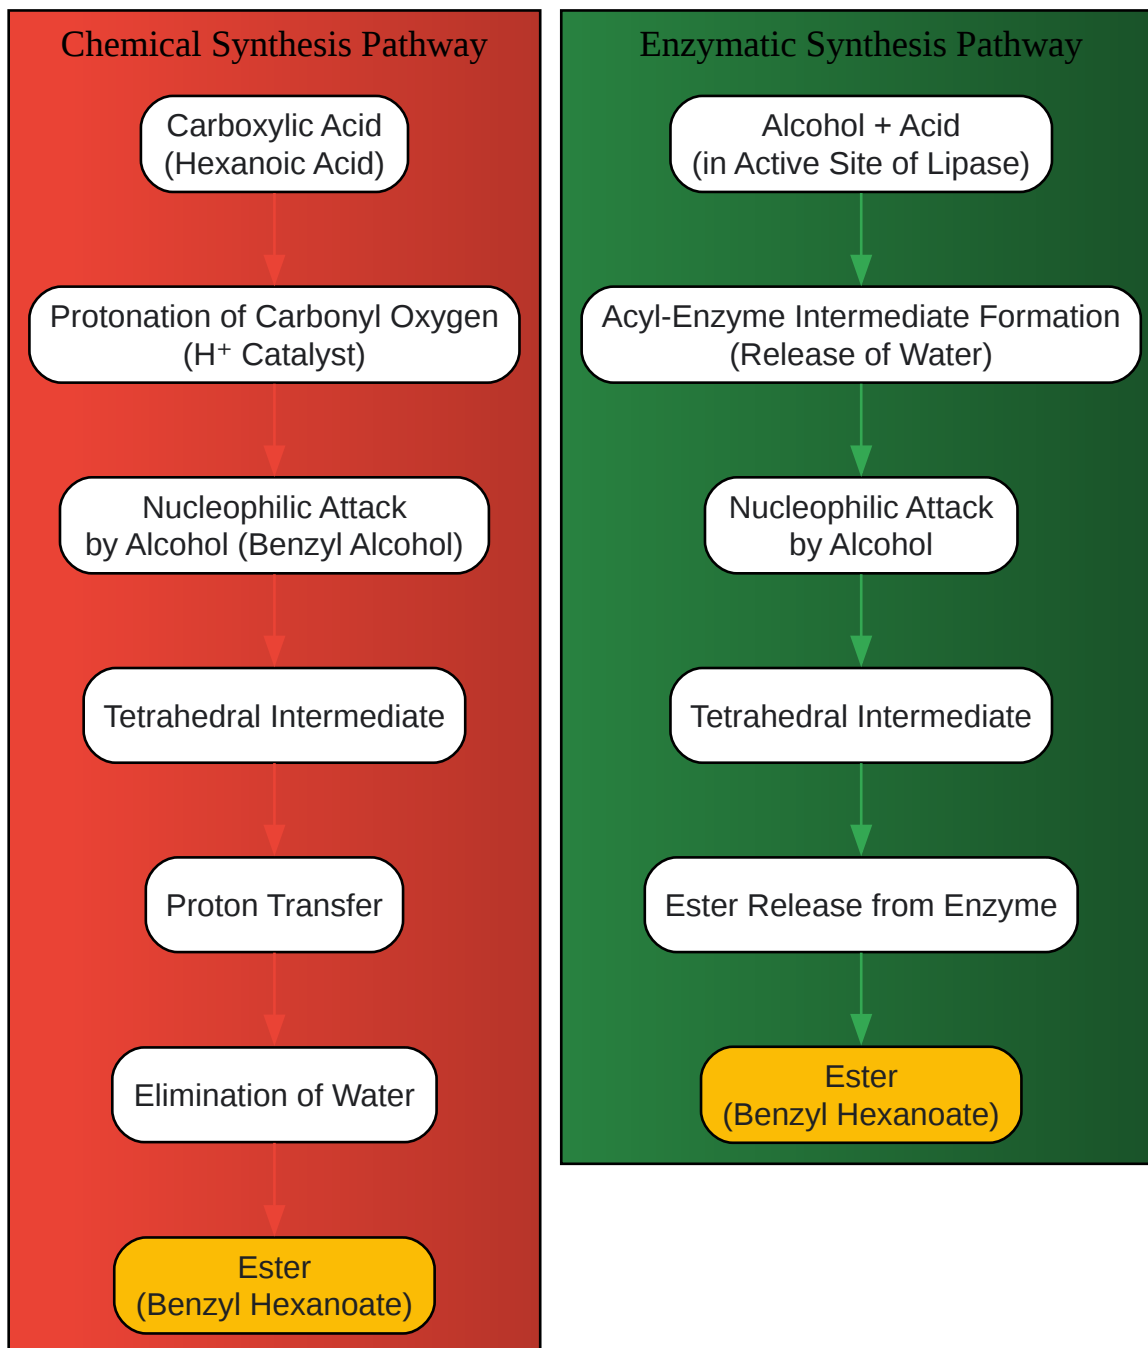 Chemical Synthesis Pathway
Carboxylic Acid
(Hexanoic Acid)
Protonation of Carbonyl Oxygen
(H⁺ Catalyst)
Nucleophilic Attack
by Alcohol (Benzyl Alcohol)
Tetrahedral Intermediate
Proton Transfer
Elimination of Water
Ester
(Benzyl Hexanoate)
Enzymatic Synthesis Pathway
Alcohol + Acid
(in Active Site of Lipase)
Acyl-Enzyme Intermediate Formation
(Release of Water)
Nucleophilic Attack
by Alcohol
Tetrahedral Intermediate
Ester Release from Enzyme
Ester
(Benzyl Hexanoate)